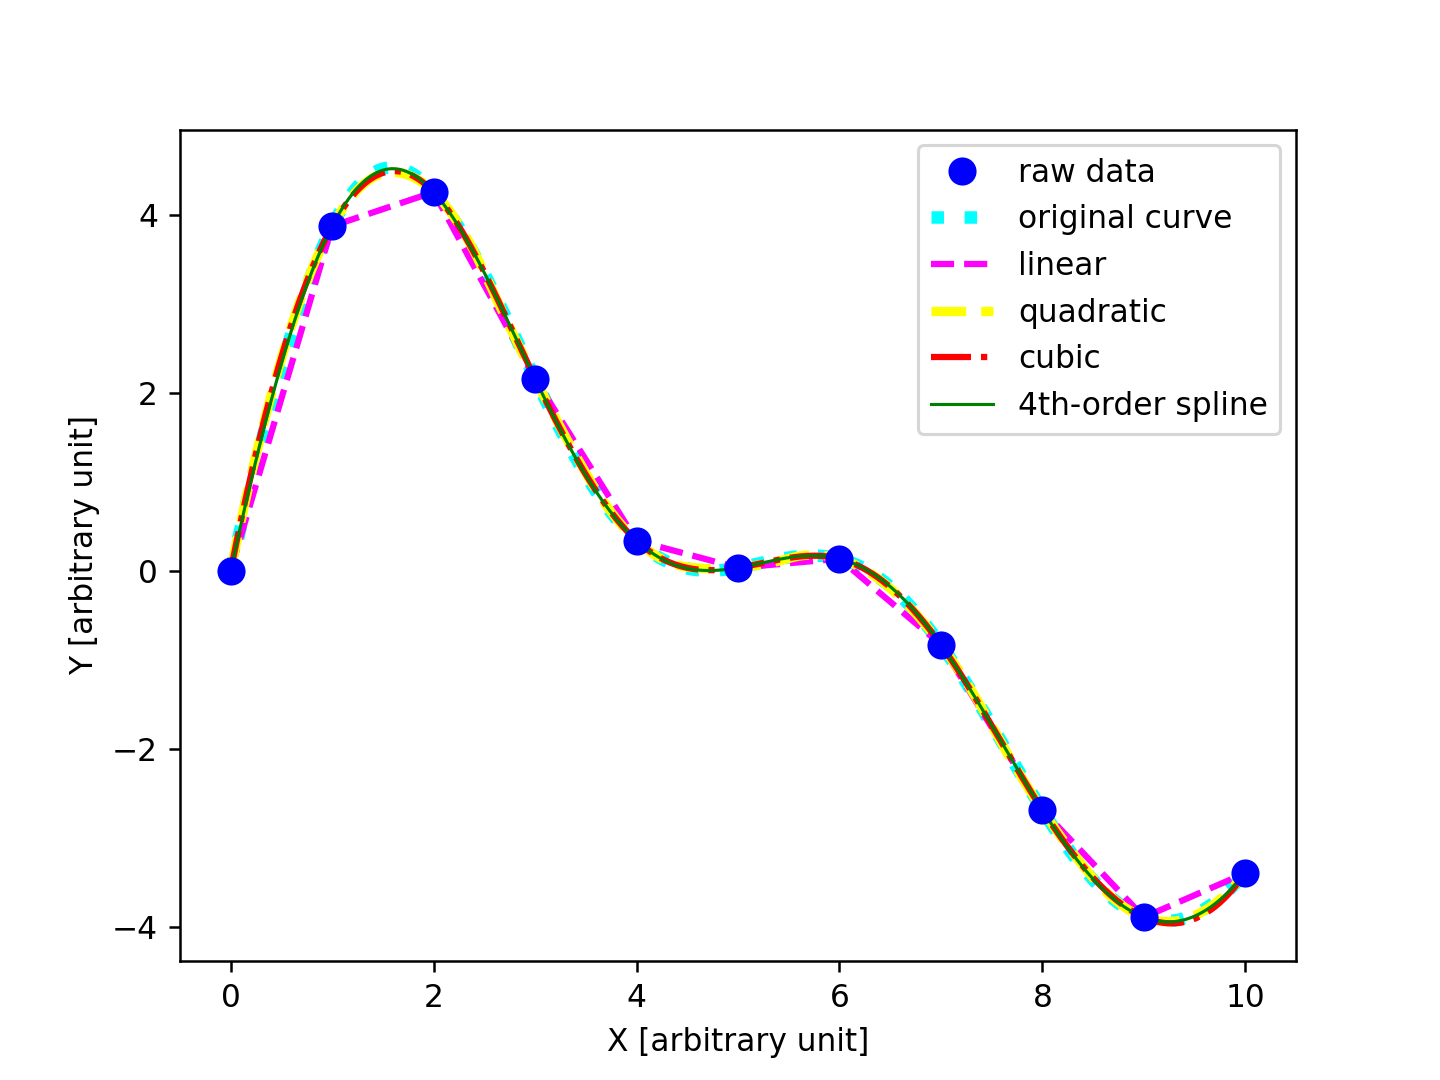 raw data
original curve
linear
quadratic
cubic
4th-order spline
4
2
0
−2
−4
Y [arbitrary unit]
0 2 4 6 8 10
X [arbitrary unit]